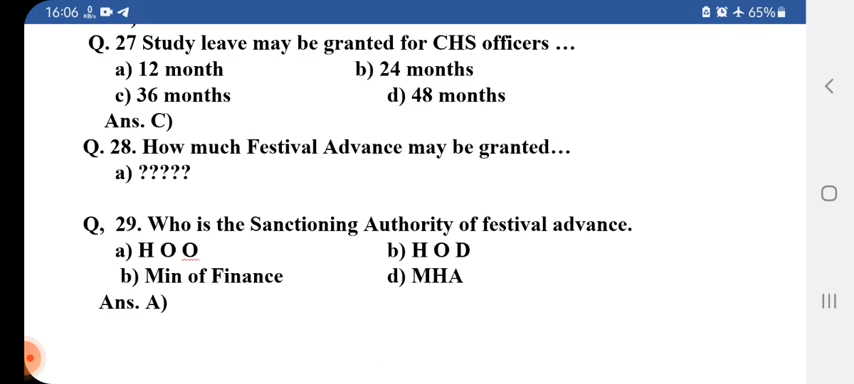 16:06 0 KB/s 65%
Q. 27 Study leave may be granted for CHS officers …
a) 12 month b) 24 months
c) 36 months d) 48 months
Ans. C)
Q. 28. How much Festival Advance may be granted…
a) ?????
Q, 29. Who is the Sanctioning Authority of festival advance.
a) H O O b) H O D
b) Min of Finance d) MHA
Ans. A)